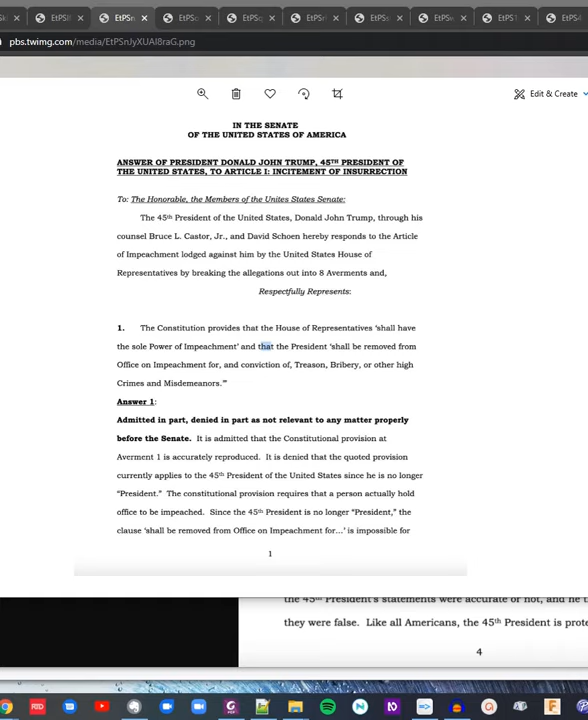 EtPSl8
EtPSn
EtPSo
EtPSq
EtPSrl
EtPSs
EtPSv
EtPS1
EtPS4
pbs.twimg.com/media/EtPSnJyXUAI8raG.png
Edit & Create
IN THE SENATE
OF THE UNITED STATES OF AMERICA
ANSWER OF PRESIDENT DONALD JOHN TRUMP, 45TH PRESIDENT OF
THE UNITED STATES, TO ARTICLE I: INCITEMENT OF INSURRECTION
To: The Honorable, the Members of the Unites States Senate:
The 45th President of the United States, Donald John Trump, through his
counsel Bruce L. Castor, Jr., and David Schoen hereby responds to the Article
of Impeachment lodged against him by the United States House of
Representatives by breaking the allegations out into 8 Averments and,
Respectfully Represents:
1. The Constitution provides that the House of Representatives ‘shall have
the sole Power of Impeachment’ and that the President ‘shall be removed from
Office on Impeachment for, and conviction of, Treason, Bribery, or other high
Crimes and Misdemeanors.’”
Answer 1:
Admitted in part, denied in part as not relevant to any matter properly
before the Senate. It is admitted that the Constitutional provision at
Averment 1 is accurately reproduced. It is denied that the quoted provision
currently applies to the 45th President of the United States since he is no longer
“President.” The constitutional provision requires that a person actually hold
office to be impeached. Since the 45th President is no longer “President,” the
clause ‘shall be removed from Office on Impeachment for…’ is impossible for
1
the 45th President's statements were accurate or not, and he
they were false. Like all Americans, the 45th President is prote
4